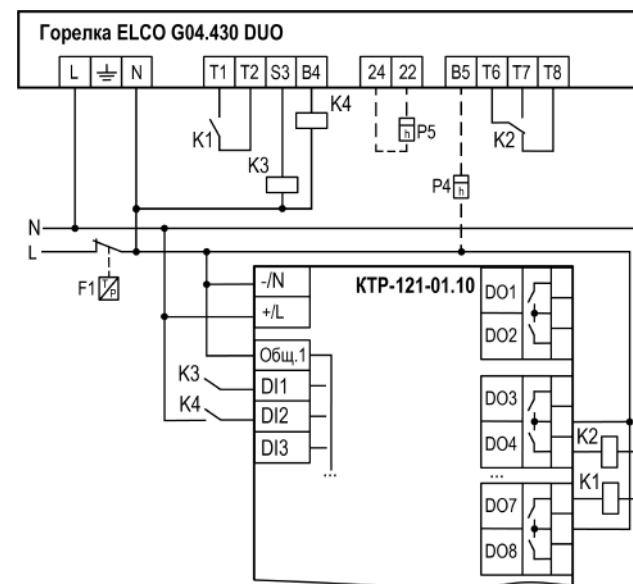 Горелка ELCO G04.430 DUO
L N T1 T2 S3 B4 24 22 B5 T6 T7 T8
K4
K1 P5 K2
K3
P4 h
h
N
L
F1 T P
-/N КТР-121-01.10 DO1
+/L
DO2
Общ.1
K3 DI1 DO3
K4 DI2 DO4 K2
DI3
... ... K1
DO7
DO8